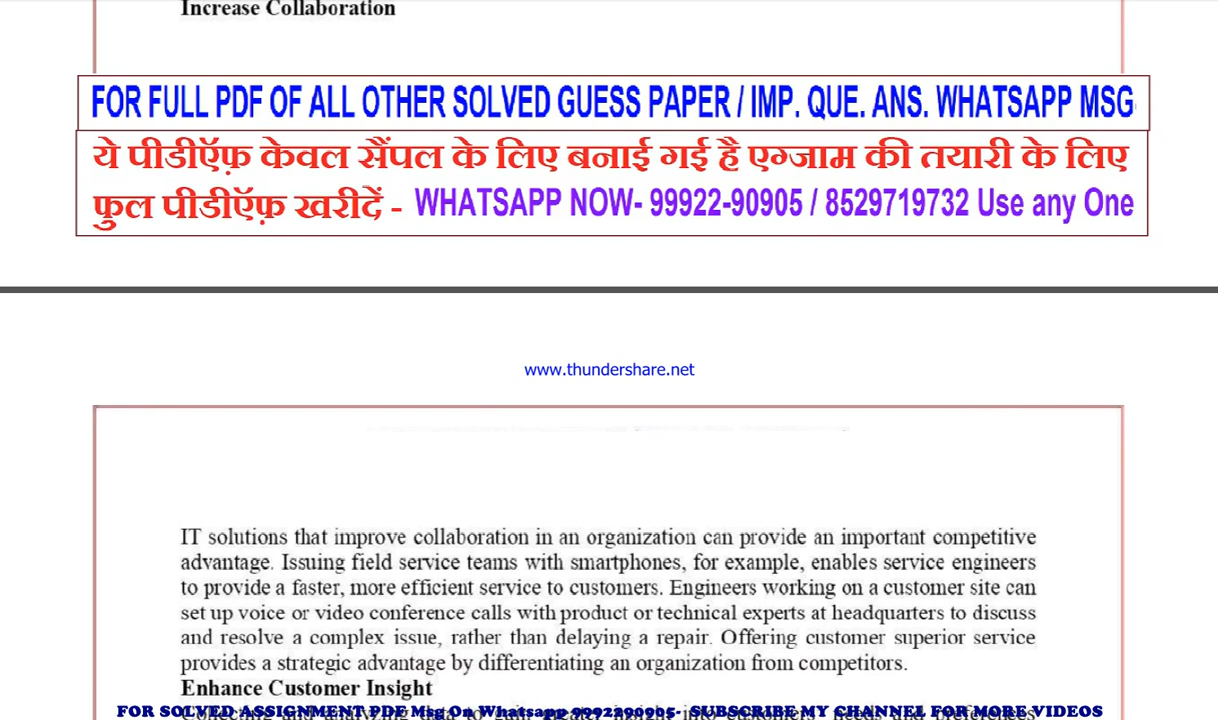 Increase Collaboration
FOR FULL PDF OF ALL OTHER SOLVED GUESS PAPER / IMP. QUE. ANS. WHATSAPP MSG
ये पीडीऍफ़ केवल सैंपल के लिए बनाई गई है एग्जाम की तयारी के लिए
फुल पीडीऍफ़ खरीदें - WHATSAPP NOW- 99922-90905 / 8529719732 Use any One
www.thundershare.net
IT solutions that improve collaboration in an organization can provide an important competitive
advantage. Issuing field service teams with smartphones, for example, enables service engineers
to provide a faster, more efficient service to customers. Engineers working on a customer site can
set up voice or video conference calls with product or technical experts at headquarters to discuss
and resolve a complex issue, rather than delaying a repair. Offering customer superior service
provides a strategic advantage by differentiating an organization from competitors.
Enhance Customer Insight
FOR SOLVED ASSIGNMENT PDF Msg On Whatsapp 9992290905- SUBSCRIBE MY CHANNEL FOR MORE VIDEOS